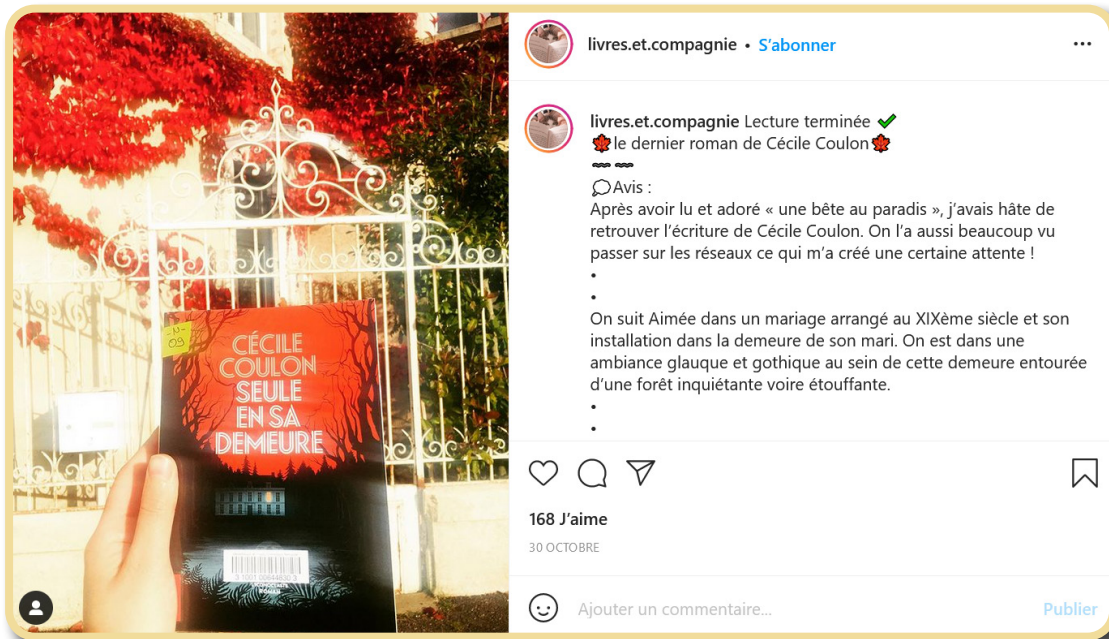 livres.et.compagnie • S'abonner
livres.et.compagnie Lecture terminée ✔
🍁le dernier roman de Cécile Coulon🍁
〰〰
💭Avis :
Après avoir lu et adoré « une bête au paradis », j'avais hâte de
retrouver l'écriture de Cécile Coulon. On l'a aussi beaucoup vu
passer sur les réseaux ce qui m'a créé une certaine attente !
•
•
On suit Aimée dans un mariage arrangé au XIXème siècle et son
installation dans la demeure de son mari. On est dans une
ambiance glauque et gothique au sein de cette demeure entourée
d'une forêt inquiétante voire étouffante.
•
•
168 J'aime
30 OCTOBRE
Ajouter un commentaire... Publier
-N-
09
CÉCILE
COULON
SEULE
EN SA
DEMEURE
ROMAN